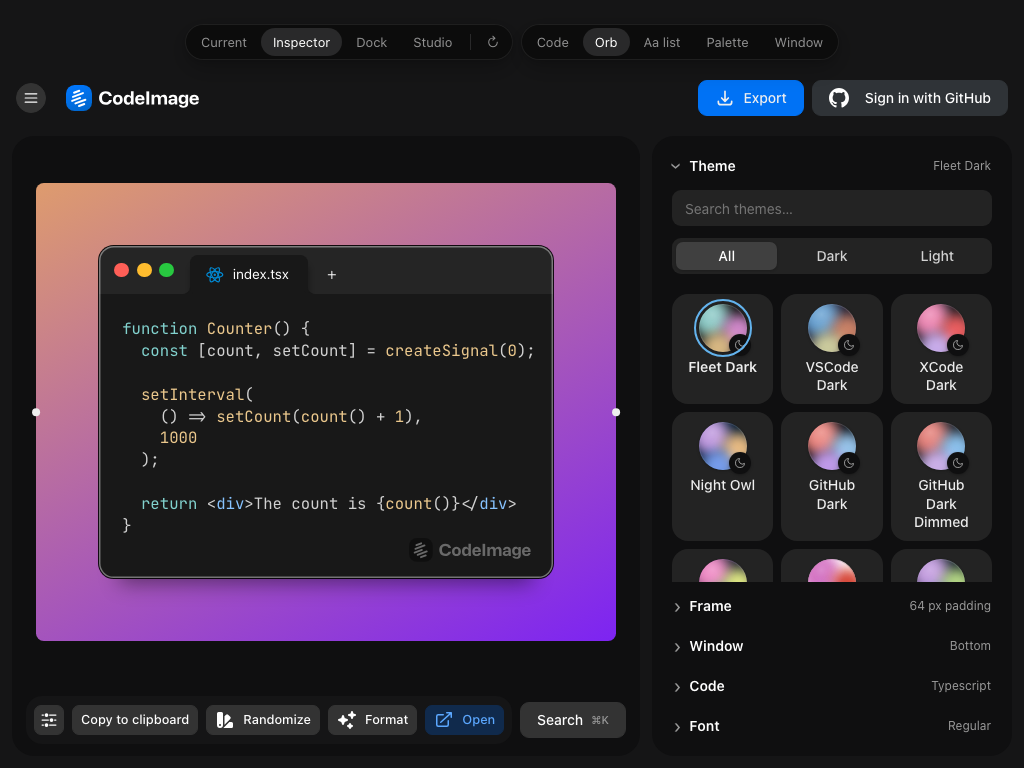 Current Inspector Dock Studio Code Orb Aa list Palette Window
CodeImage Export Sign in with GitHub
index.tsx +
function Counter() {
  const [count, setCount] = createSignal(0);
  setInterval(
    () => setCount(count() + 1),
    1000
  );
  return <div>The count is {count()}</div>
}
CodeImage
Copy to clipboard Randomize Format Open Search ⌘K
Theme Fleet Dark
Search themes...
All Dark Light
Fleet Dark
VSCode
Dark
XCode
Dark
Night Owl
GitHub
Dark
GitHub
Dark
Dimmed
Frame 64 px padding
Window Bottom
Code Typescript
Font Regular